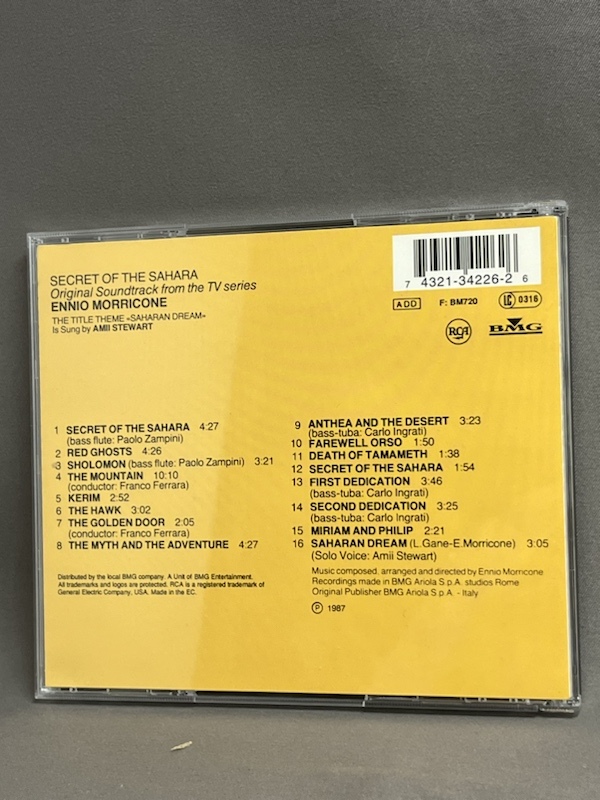 SECRET OF THE SAHARA
Original Soundtrack from the TV series
ENNIO MORRICONE
THE TITLE THEME «SAHARAN DREAM»
Is Sung by AMII STEWART
7 4321-34226-2 6
ADD F: BM720 LC 0316
RCA BMG
1 SECRET OF THE SAHARA 4:27
(bass flute: Paolo Zampini)
2 RED GHOSTS 4:26
3 SHOLOMON (bass flute: Paolo Zampini) 3:21
4 THE MOUNTAIN 10:10
(conductor: Franco Ferrara)
5 KERIM 2:52
6 THE HAWK 3:02
7 THE GOLDEN DOOR 2:05
(conductor: Franco Ferrara)
8 THE MYTH AND THE ADVENTURE 4:27
9 ANTHEA AND THE DESERT 3:23
(bass-tuba: Carlo Ingrati)
10 FAREWELL ORSO 1:50
11 DEATH OF TAMAMETH 1:38
12 SECRET OF THE SAHARA 1:54
13 FIRST DEDICATION 3:46
(bass-tuba: Carlo Ingrati)
14 SECOND DEDICATION 3:25
(bass-tuba: Carlo Ingrati)
15 MIRIAM AND PHILIP 2:21
16 SAHARAN DREAM (L.Gane-E.Morricone) 3:05
(Solo Voice: Amii Stewart)
Distributed by the local BMG company. A Unit of BMG Entertainment.
All trademarks and logos are protected. RCA is a registered trademark of
General Electric Company, USA. Made in the EC.
Music composed, arranged and directed by Ennio Morricone
Recordings made in BMG Ariola S.p.A. studios Rome
Original Publisher BMG Ariola S.p.A. - Italy
℗ 1987